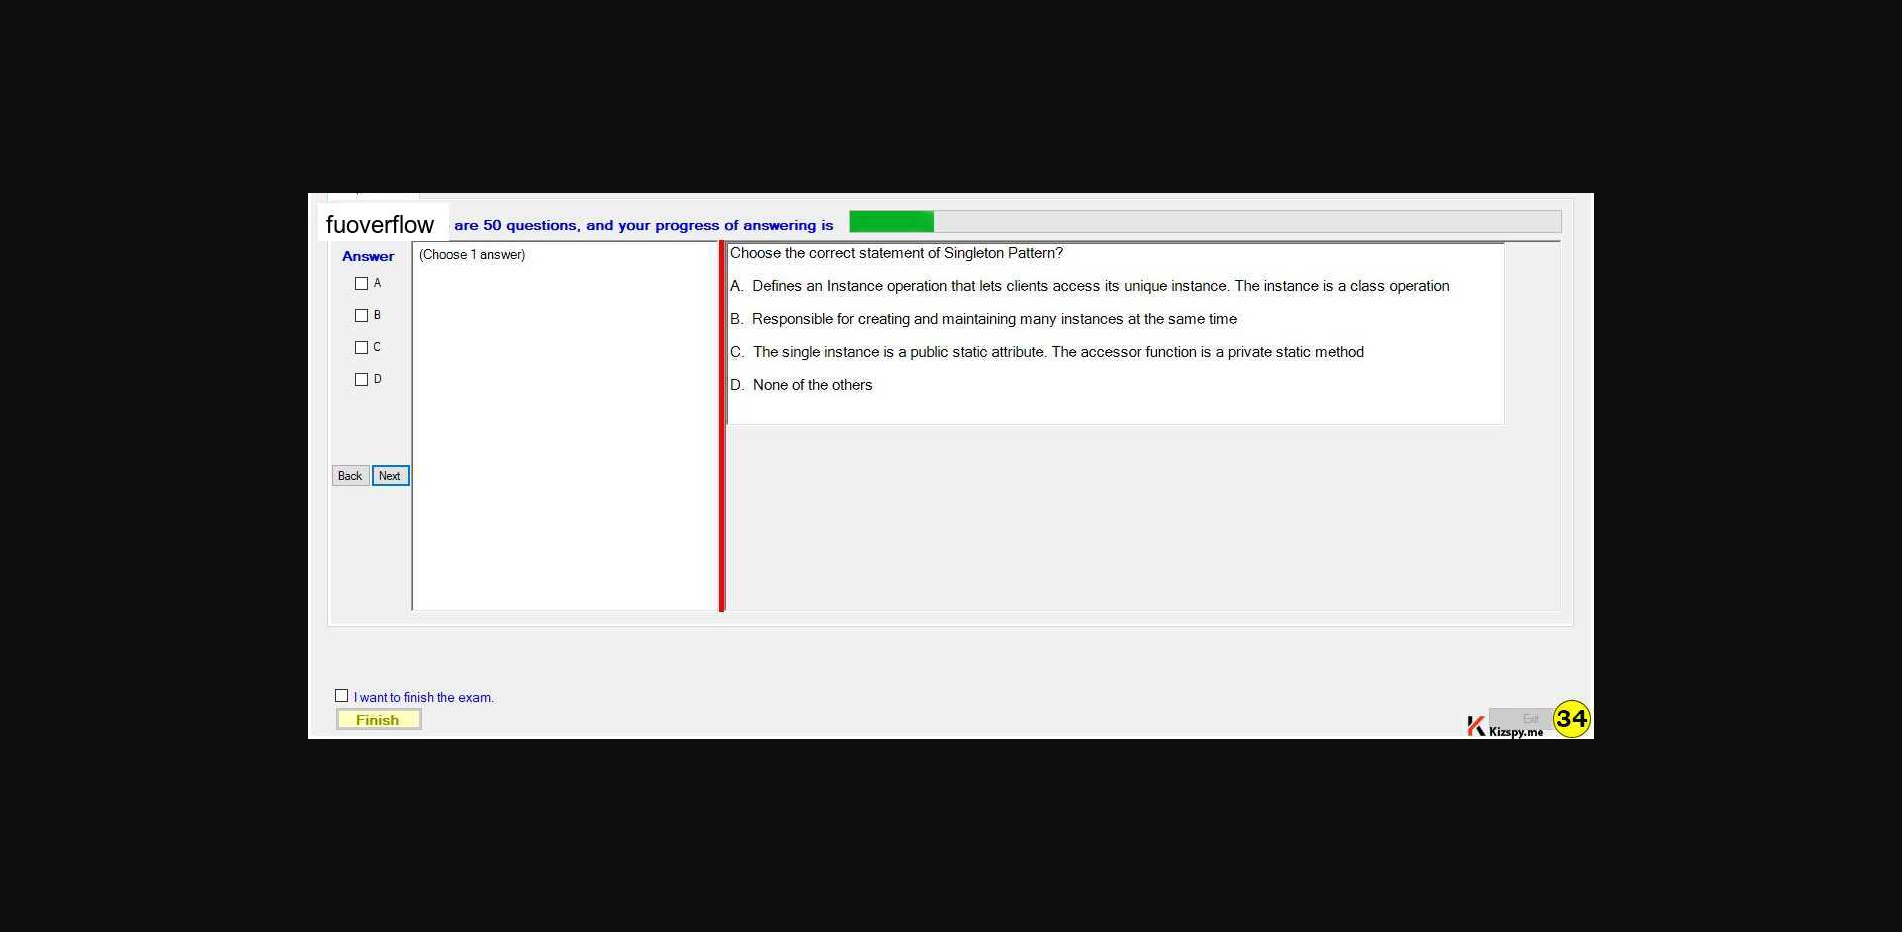 fuoverflow are 50 questions, and your progress of answering is
Answer
(Choose 1 answer)
A
B
C
D
Back Next
Choose the correct statement of Singleton Pattern?
A. Defines an Instance operation that lets clients access its unique instance. The instance is a class operation
B. Responsible for creating and maintaining many instances at the same time
C. The single instance is a public static attribute. The accessor function is a private static method
D. None of the others
I want to finish the exam.
Finish
Exit
Kizspy.me
34